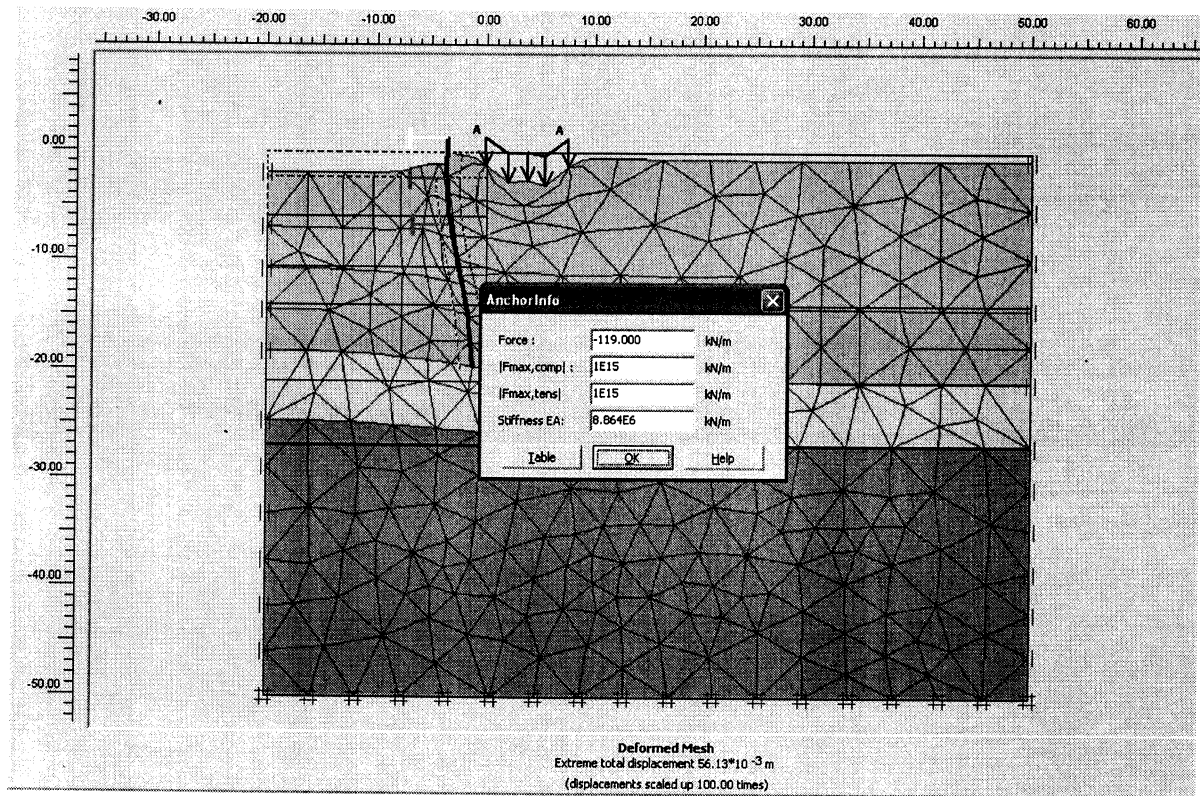 -30.00 -20.00 -10.00 0.00 10.00 20.00 30.00 40.00 50.00 60.00
0.00
A A
-10.00
AnchorInfo
Force : -119.000 kN/m
|Fmax,comp| : 1E15 kN/m
-20.00
|Fmax,tens| 1E15 kN/m
Stiffness EA: 8.864E6 kN/m
Table OK Help
-30.00
-40.00
-50.00
Deformed Mesh
Extreme total displacement 56.13*10 -3 m
(displacements scaled up 100.00 times)